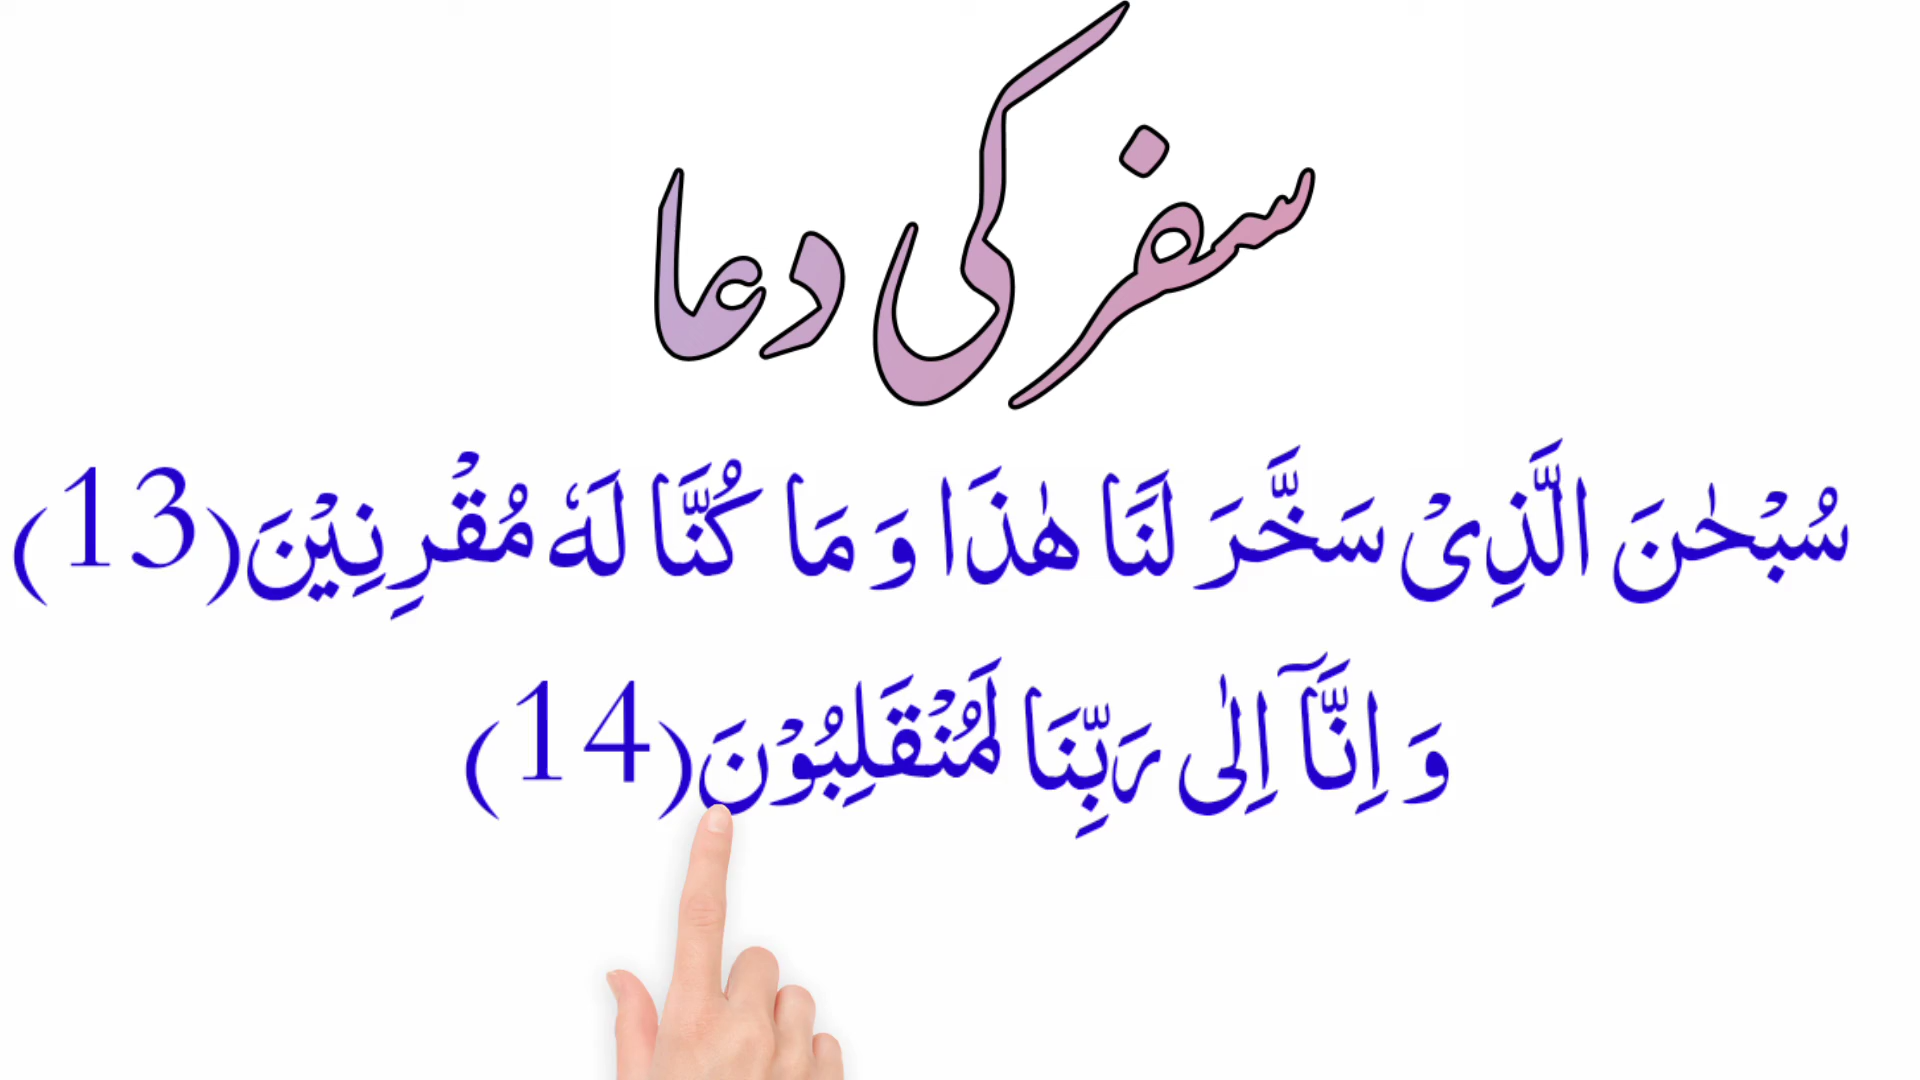 سفر کی دعا
سُبْحٰنَ الَّذِیْ سَخَّرَ لَنَا هٰذَا وَ مَا كُنَّا لَهٗ مُقْرِنِیْنَ(13)
وَ اِنَّاۤ اِلٰى رَبِّنَا لَمُنْقَلِبُوْنَ(14)